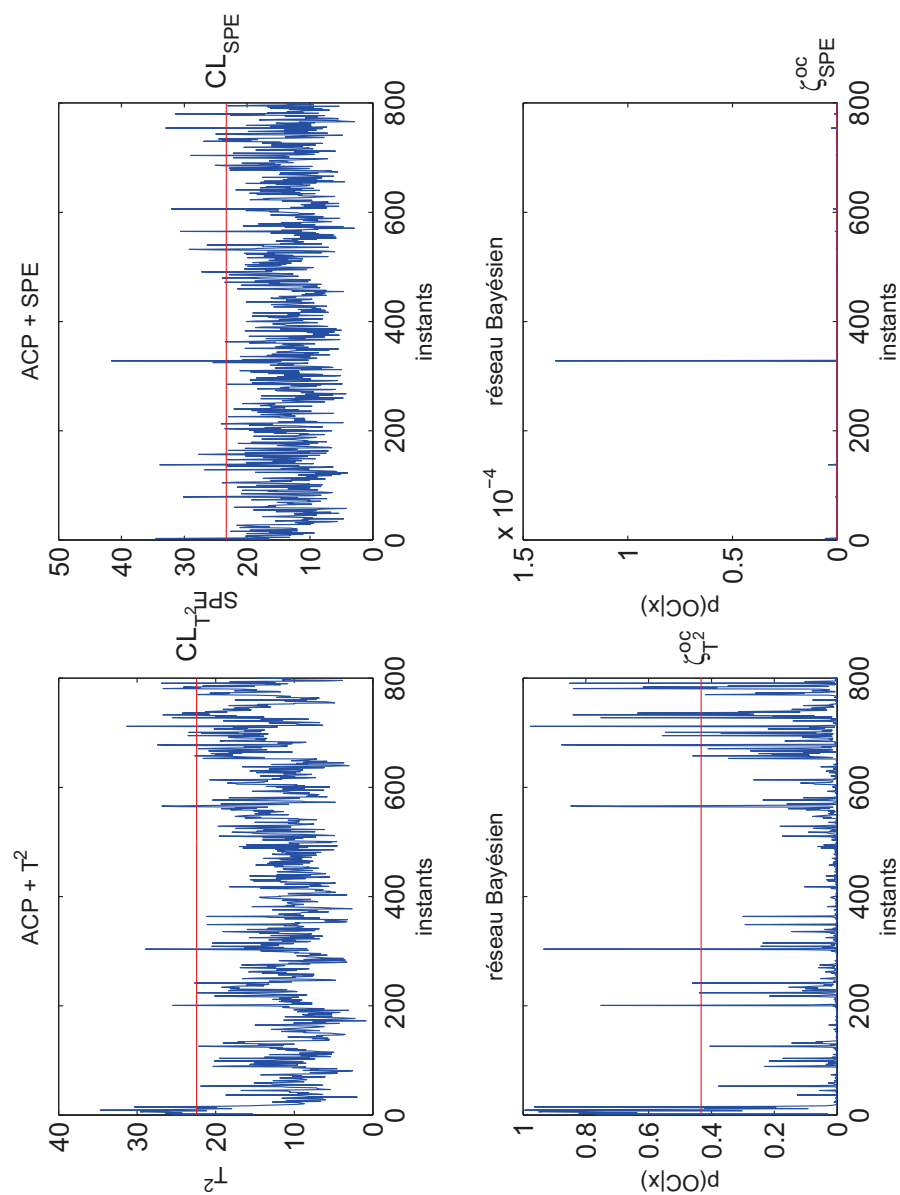 ACP + T²
40
30
20
10
0
T²
CL_T²
0 200 400 600 800
instants
ACP + SPE
50
40
30
20
10
0
SPE
CL_SPE
0 200 400 600 800
instants
réseau Bayésien
1
0.8
0.6
0.4
0.2
0
p(OC|x)
ζ^oc_T²
0 200 400 600 800
instants
réseau Bayésien
x 10⁻⁴
1.5
1
0.5
0
p(OC|x)
ζ^oc_SPE
0 200 400 600 800
instants